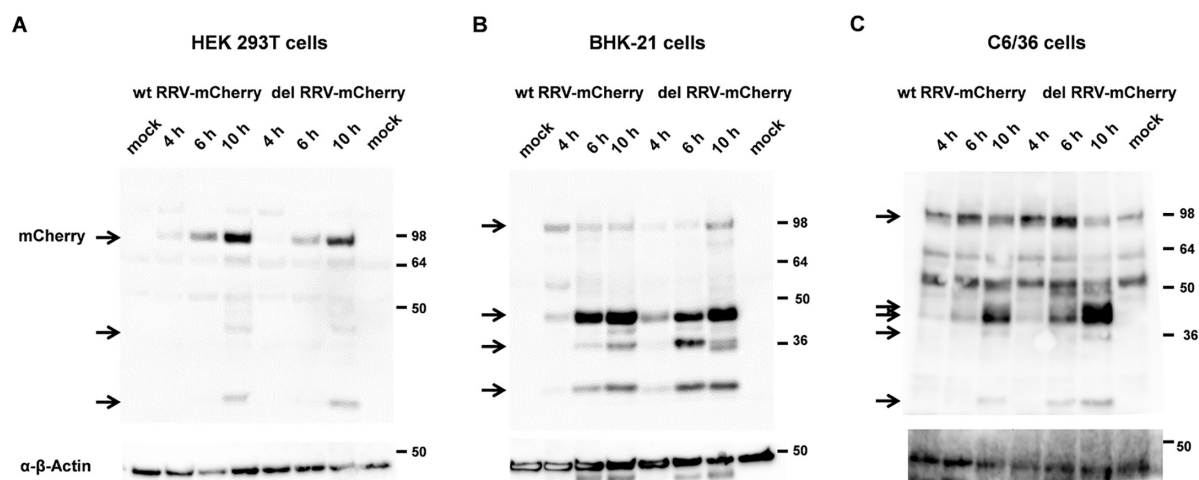 A
HEK 293T cells
wt RRV-mCherry del RRV-mCherry
mock 4 h 6 h 10 h 4 h 6 h 10 h mock
mCherry
98
64
50
α-β-Actin
50
B
BHK-21 cells
wt RRV-mCherry del RRV-mCherry
mock 4 h 6 h 10 h 4 h 6 h 10 h mock
98
64
50
36
50
C
C6/36 cells
wt RRV-mCherry del RRV-mCherry
4 h 6 h 10 h 4 h 6 h 10 h mock
98
64
50
36
50